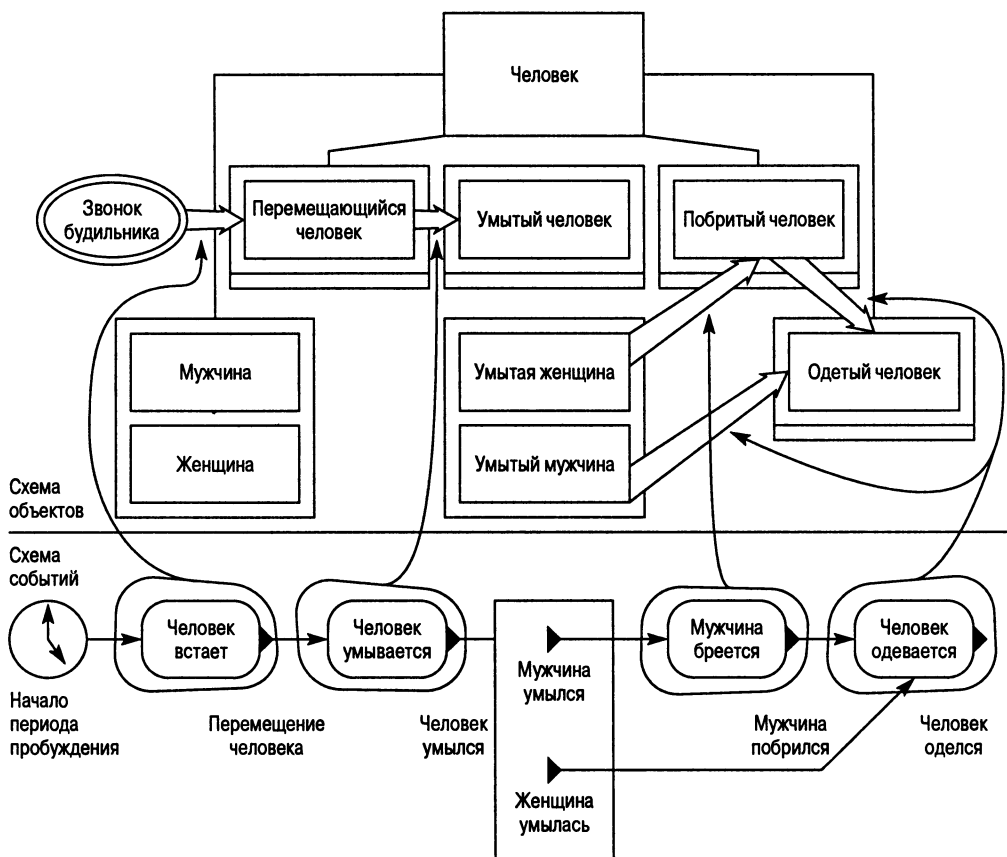 Человек
Звонок
будильника
Перемещающийся
человек
Умытый человек
Побритый человек
Мужчина
Женщина
Умытая женщина
Умытый мужчина
Одетый человек
Схема
объектов
Схема
событий
Человек
встает
Человек
умывается
Мужчина
умылся
Мужчина
бреется
Человек
одевается
Начало
периода
пробуждения
Перемещение
человека
Человек
умылся
Мужчина
побрился
Человек
оделся
Женщина
умылась